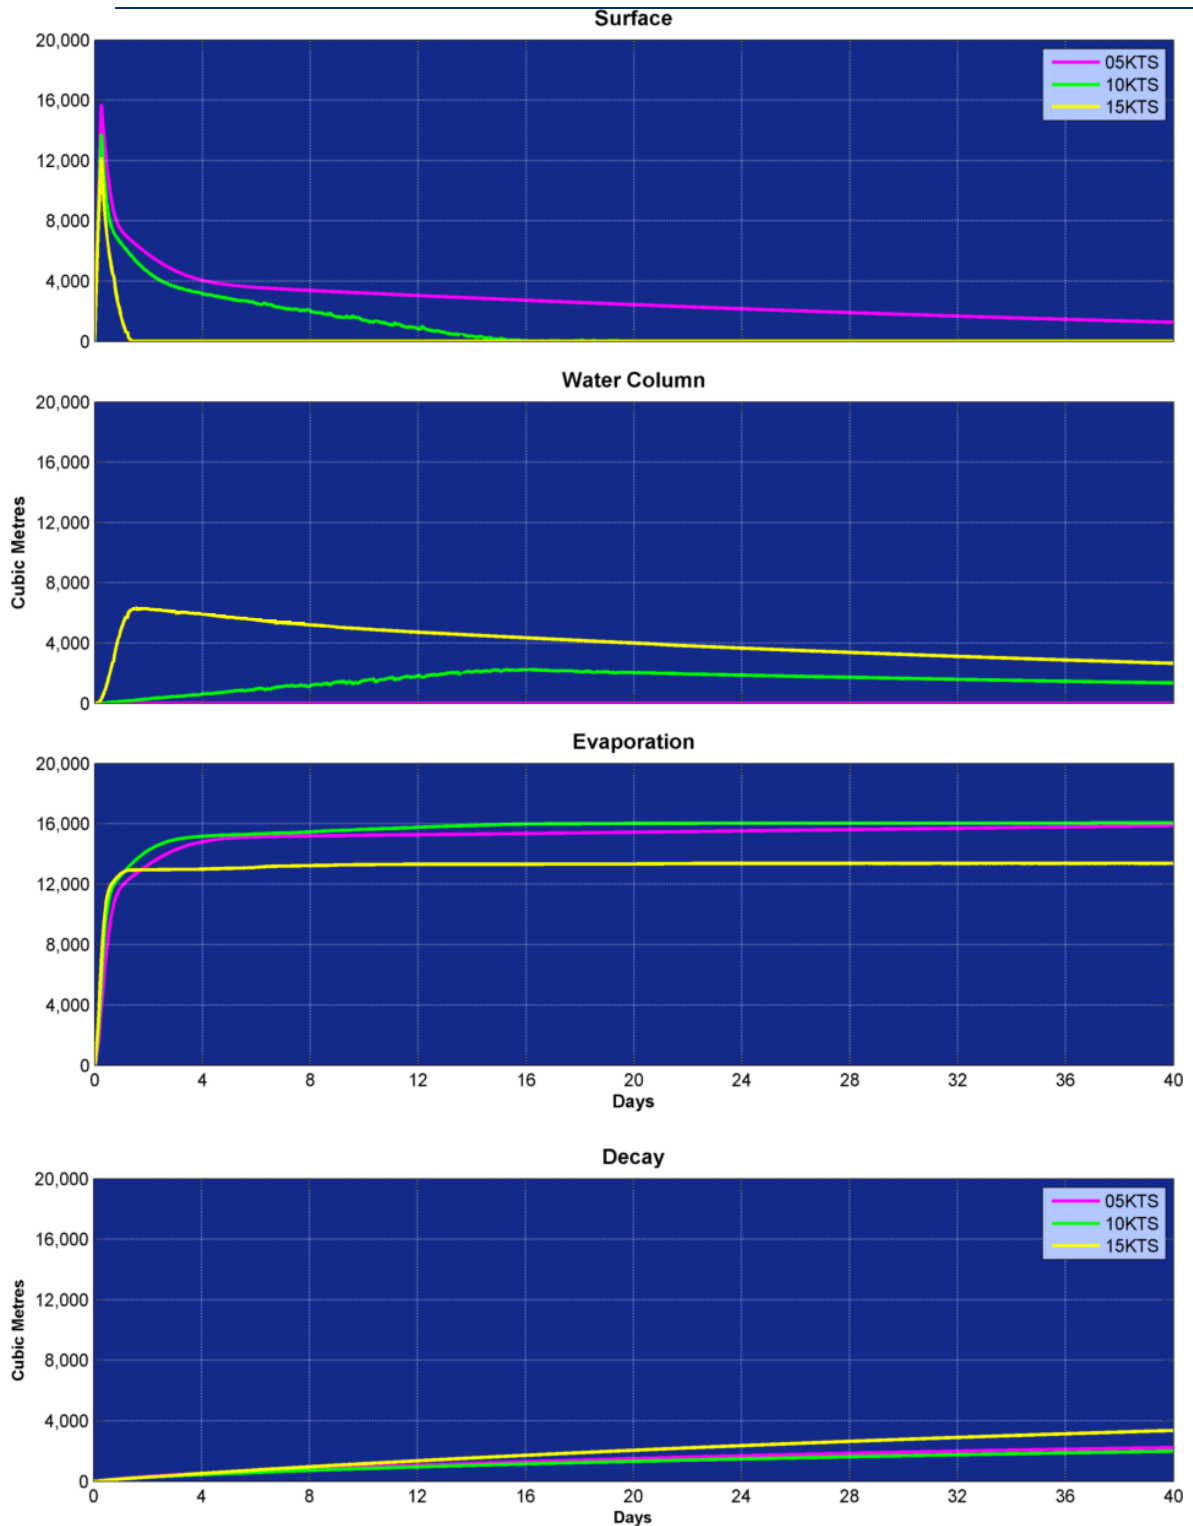 Surface
20,000
16,000
12,000
8,000
4,000
0
05KTS
10KTS
15KTS
Water Column
20,000
16,000
12,000
8,000
4,000
0
Cubic Metres
Evaporation
20,000
16,000
12,000
8,000
4,000
0
0 4 8 12 16 20 24 28 32 36 40
Days
Decay
20,000
16,000
12,000
8,000
4,000
0
Cubic Metres
05KTS
10KTS
15KTS
0 4 8 12 16 20 24 28 32 36 40
Days